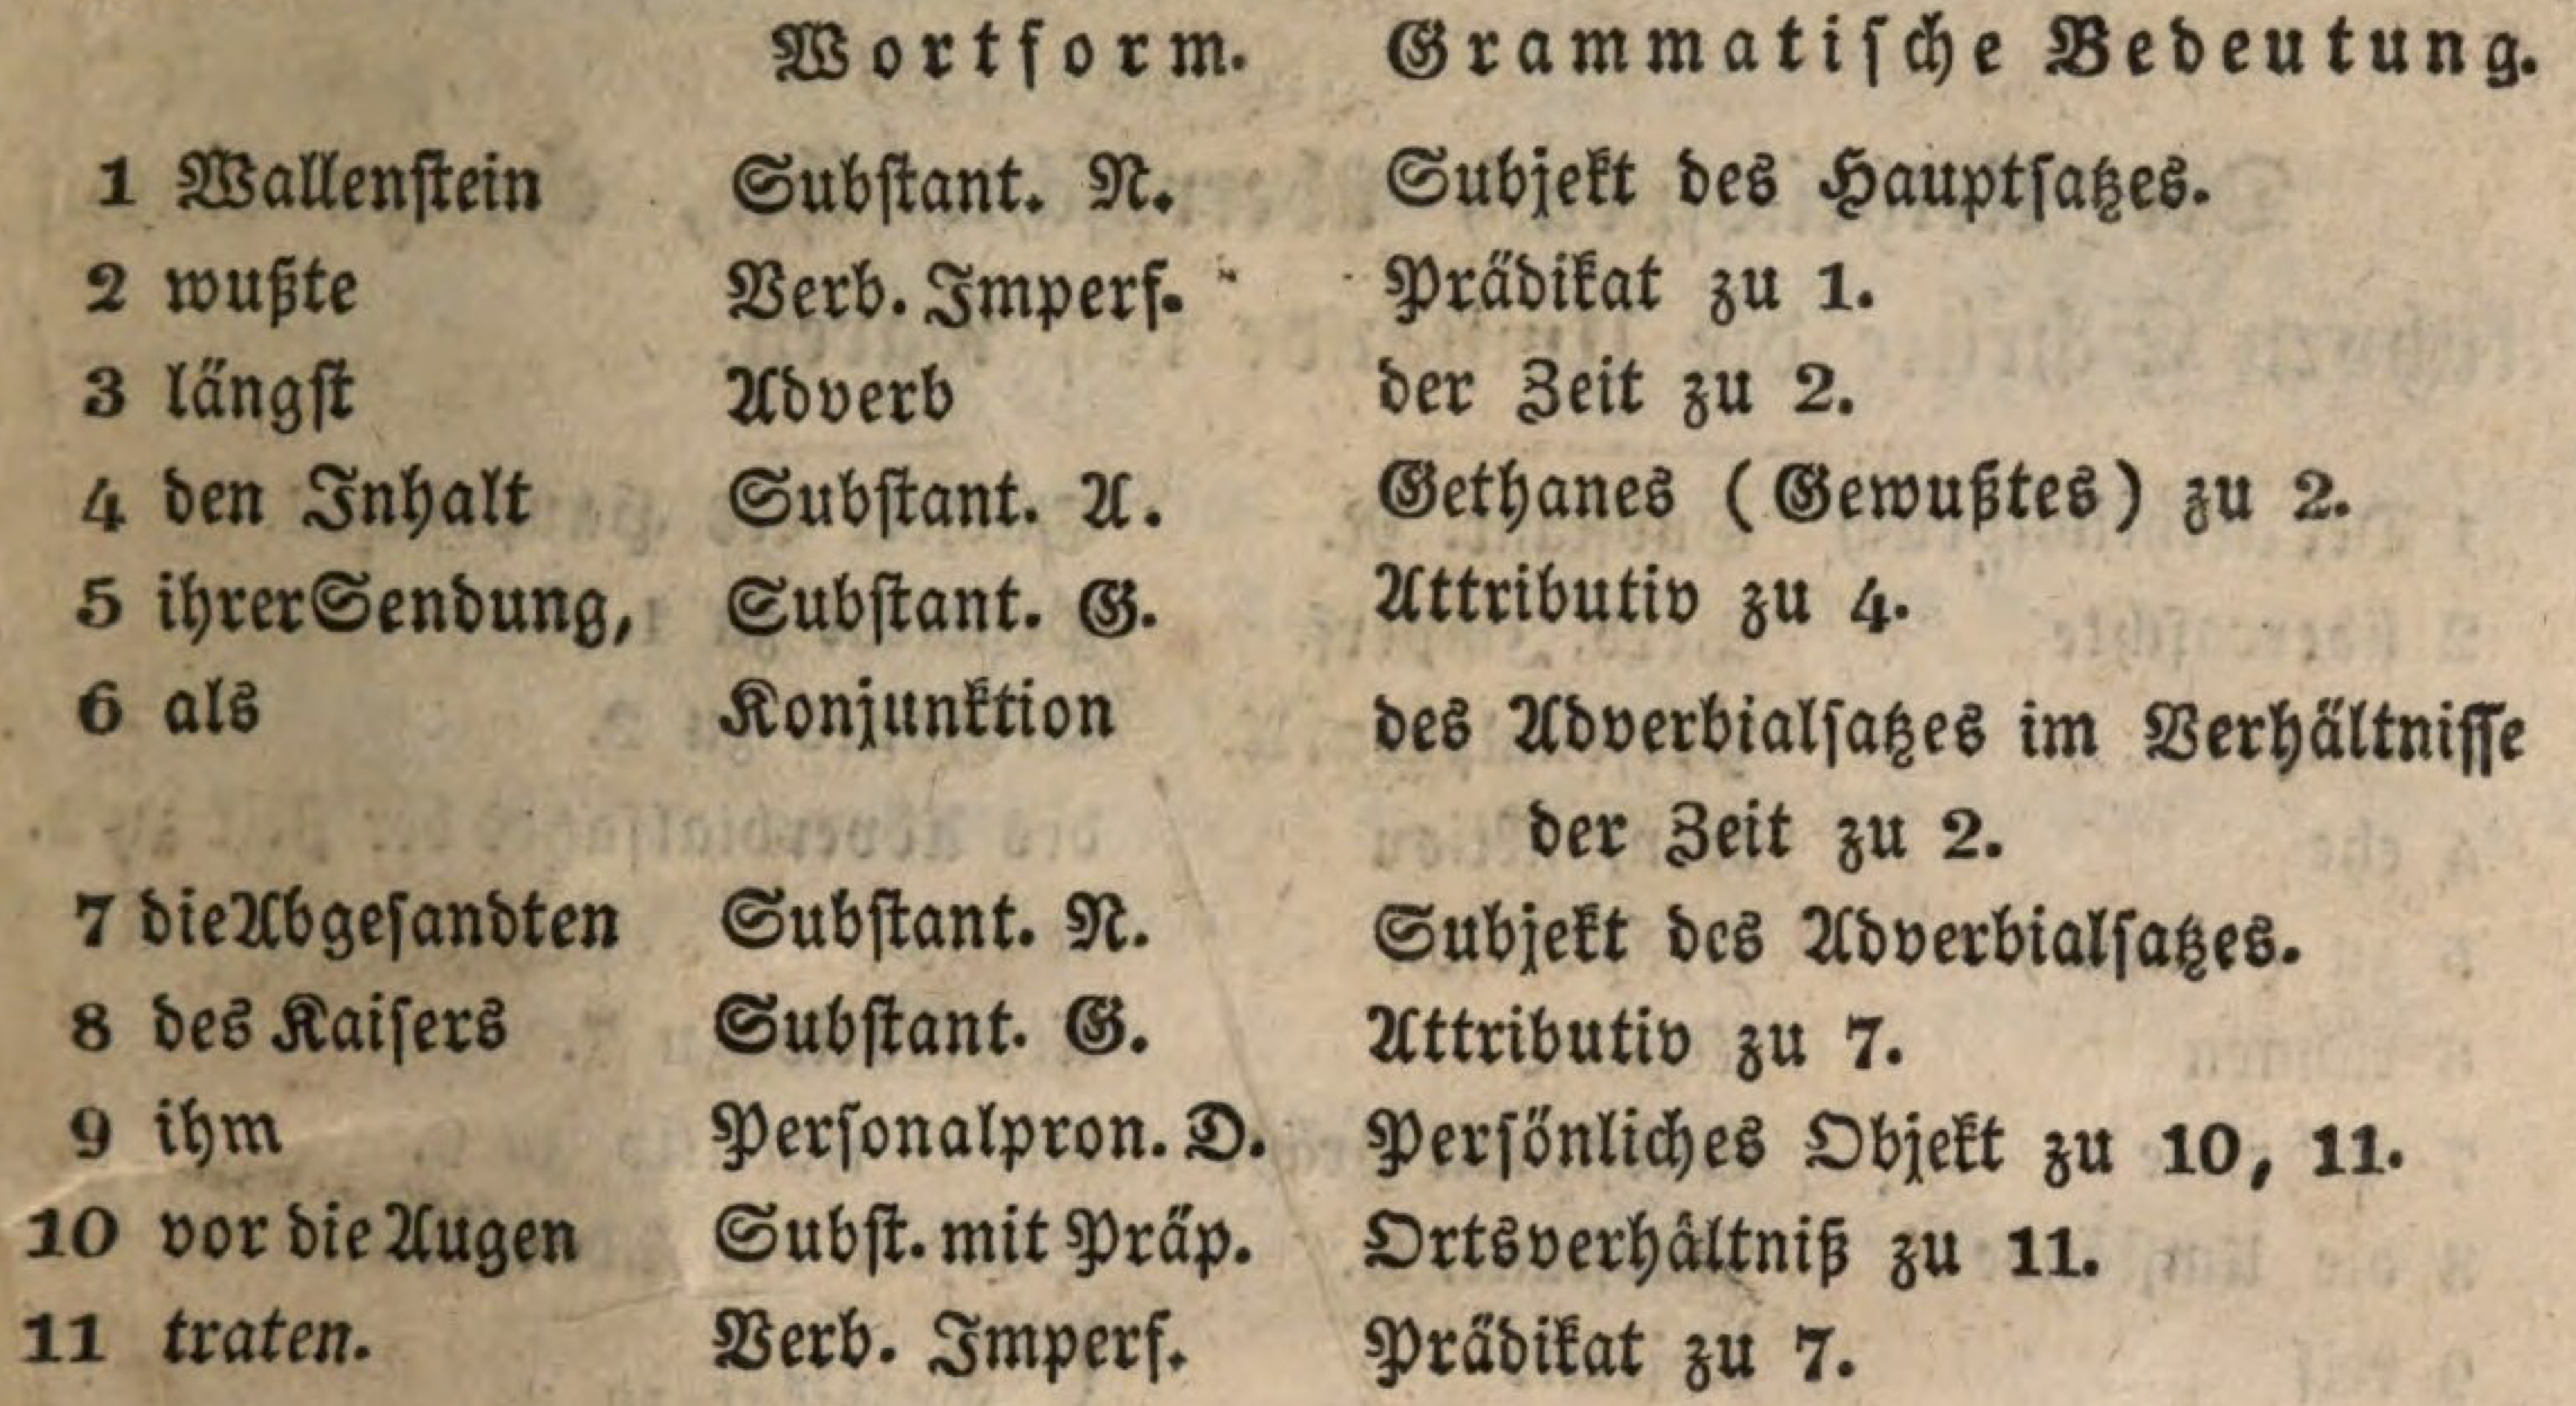 Wortform. Grammatische Bedeutung.
1 Wallenstein Substant. N. Subjekt des Hauptsatzes.
2 wußte Verb. Imperf. Prädikat zu 1.
3 längst Adverb der Zeit zu 2.
4 den Inhalt Substant. A. Gethanes (Gewußtes) zu 2.
5 ihrer Sendung, Substant. G. Attributiv zu 4.
6 als Konjunktion des Adverbialsatzes im Verhältnisse
der Zeit zu 2.
7 die Abgesandten Substant. N. Subjekt des Adverbialsatzes.
8 des Kaisers Substant. G. Attributiv zu 7.
9 ihm Personalpron. D. Persönliches Objekt zu 10, 11.
10 vor die Augen Subst. mit Präp. Ortsverhältniß zu 11.
11 traten. Verb. Imperf. Prädikat zu 7.